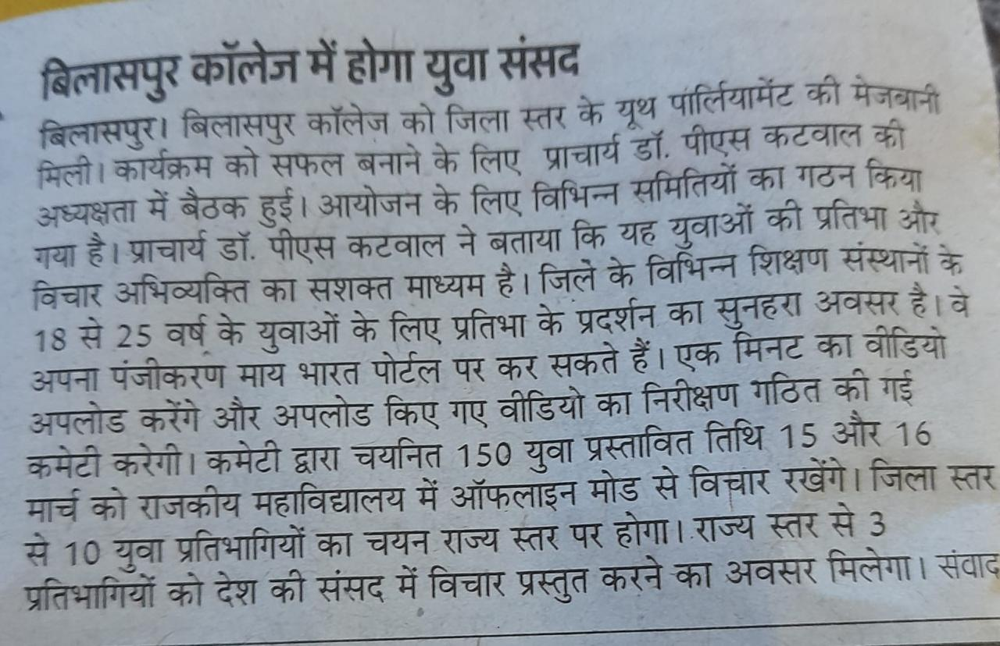 बिलासपुर कॉलेज में होगा युवा संसद
बिलासपुर। बिलासपुर कॉलेज को जिला स्तर के यूथ पार्लियामेंट की मेजबानी
मिली। कार्यक्रम को सफल बनाने के लिए प्राचार्य डॉ. पीएस कटवाल की
अध्यक्षता में बैठक हुई। आयोजन के लिए विभिन्न समितियों का गठन किया
गया है। प्राचार्य डॉ. पीएस कटवाल ने बताया कि यह युवाओं की प्रतिभा और
विचार अभिव्यक्ति का सशक्त माध्यम है। जिले के विभिन्न शिक्षण संस्थानों के
18 से 25 वर्ष के युवाओं के लिए प्रतिभा के प्रदर्शन का सुनहरा अवसर है। वे
अपना पंजीकरण माय भारत पोर्टल पर कर सकते हैं। एक मिनट का वीडियो
अपलोड करेंगे और अपलोड किए गए वीडियो का निरीक्षण गठित की गई
कमेटी करेगी। कमेटी द्वारा चयनित 150 युवा प्रस्तावित तिथि 15 और 16
मार्च को राजकीय महाविद्यालय में ऑफलाइन मोड से विचार रखेंगे। जिला स्तर
से 10 युवा प्रतिभागियों का चयन राज्य स्तर पर होगा। राज्य स्तर से 3
प्रतिभागियों को देश की संसद में विचार प्रस्तुत करने का अवसर मिलेगा। संवाद